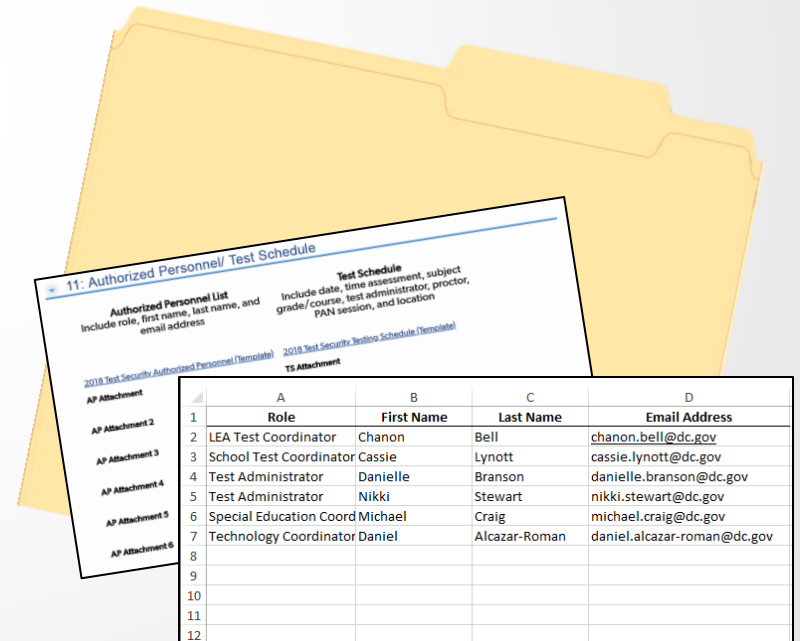 11: Authorized Personnel/ Test Schedule
Authorized Personnel List
Include role, first name, last name, and
email address
Test Schedule
Include date, time assessment, subject
grade/course, test administrator, proctor,
PAN session, and location
2018 Test Security Authorized Personnel (Template)
2018 Test Security Testing Schedule (Template)
AP Attachment
TS Attachment
AP Attachment 2
AP Attachment 3
AP Attachment 4
AP Attachment 5
AP Attachment 6
A B C D
1 Role First Name Last Name Email Address
2 LEA Test Coordinator Chanon Bell chanon.bell@dc.gov
3 School Test Coordinator Cassie Lynott cassie.lynott@dc.gov
4 Test Administrator Danielle Branson danielle.branson@dc.gov
5 Test Administrator Nikki Stewart nikki.stewart@dc.gov
6 Special Education Coord Michael Craig michael.craig@dc.gov
7 Technology Coordinator Daniel Alcazar-Roman daniel.alcazar-roman@dc.gov
8
9
10
11
12